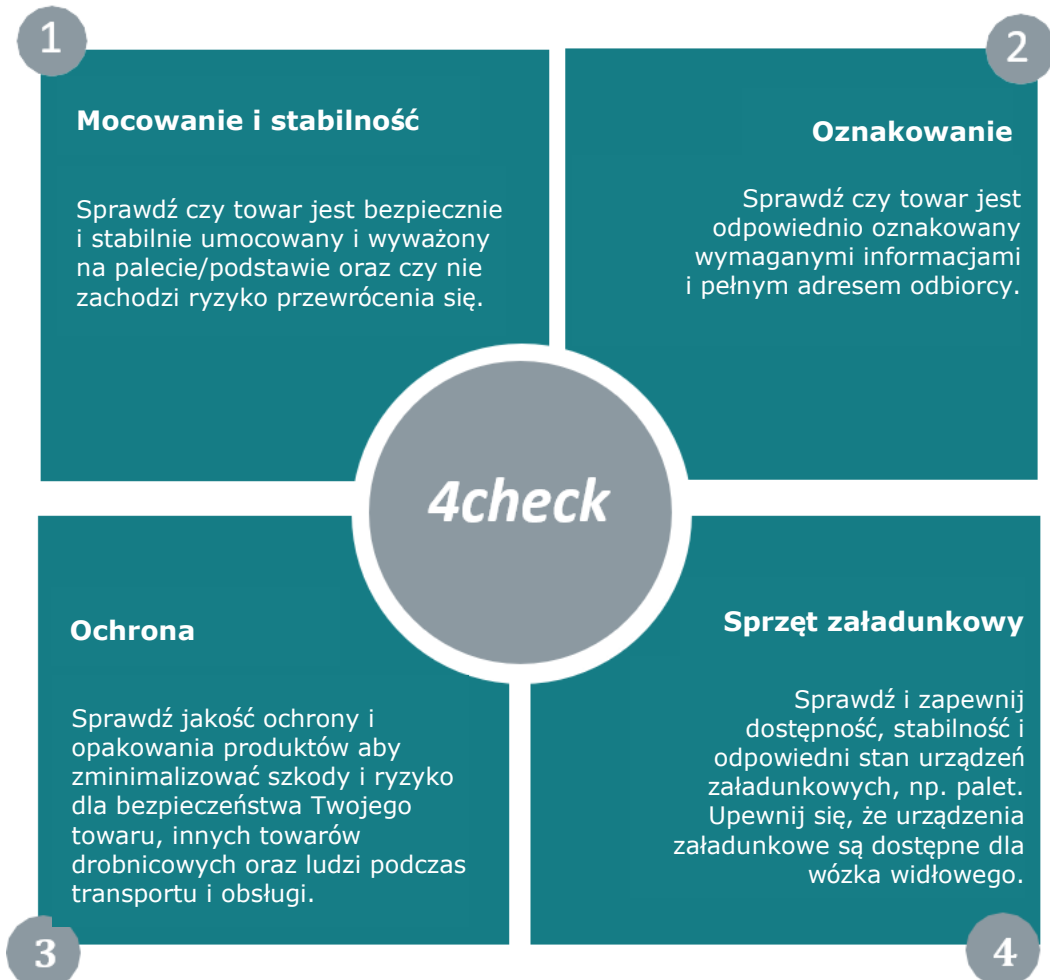 1
Mocowanie i stabilność
Sprawdź czy towar jest bezpiecznie
i stabilnie umocowany i wyważony
na palecie/podstawie oraz czy nie
zachodzi ryzyko przewrócenia się.
2
Oznakowanie
Sprawdź czy towar jest
odpowiednio oznakowany
wymaganymi informacjami
i pełnym adresem odbiorcy.
4check
Ochrona
Sprawdź jakość ochrony i
opakowania produktów aby
zminimalizować szkody i ryzyko
dla bezpieczeństwa Twojego
towaru, innych towarów
drobnicowych oraz ludzi podczas
transportu i obsługi.
3
Sprzęt załadunkowy
Sprawdź i zapewnij
dostępność, stabilność i
odpowiedni stan urządzeń
załadunkowych, np. palet.
Upewnij się, że urządzenia
załadunkowe są dostępne dla
wózka widłowego.
4